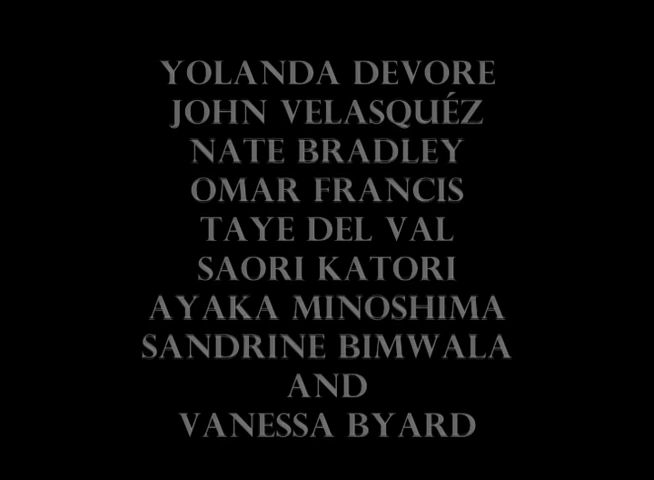 YOLANDA DEVORE
JOHN VELASQUÉZ
NATE BRADLEY
OMAR FRANCIS
TAYE DEL VAL
SAORI KATORI
AYAKA MINOSHIMA
SANDRINE BIMWALA
AND
VANESSA BYARD